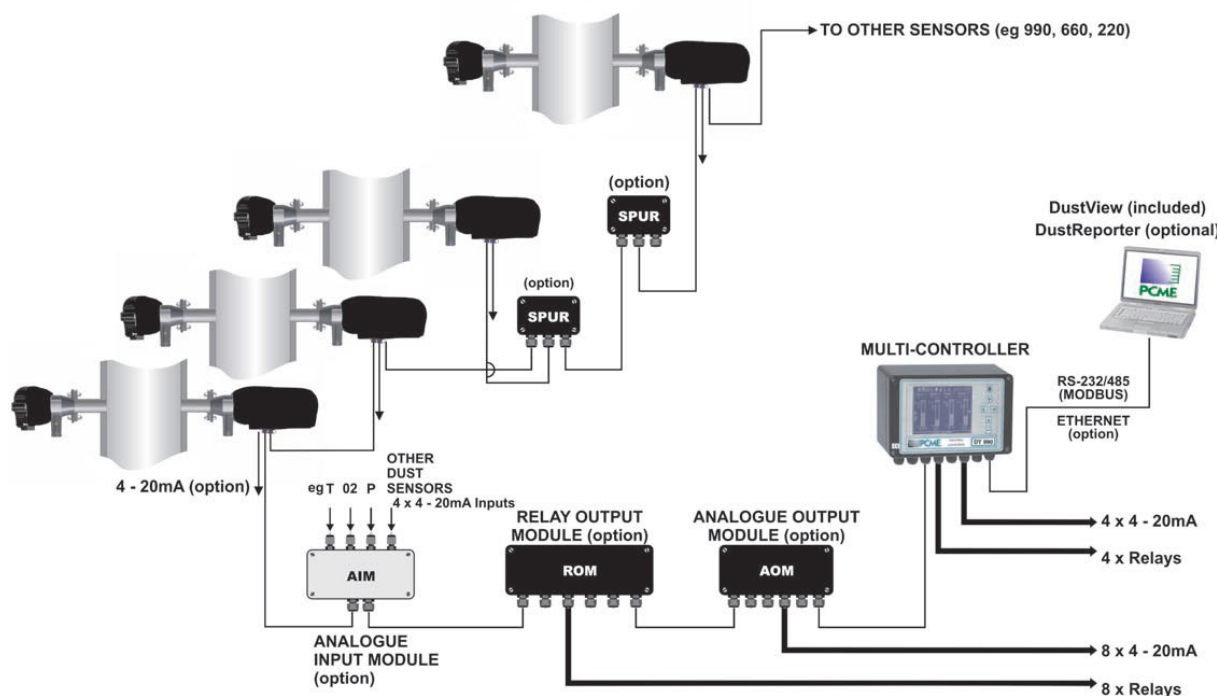 TO OTHER SENSORS (eg 990, 660, 220)
(option)
SPUR
(option)
SPUR
DustView (included)
DustReporter (optional)
PCME
MULTI-CONTROLLER
RS-232/485
(MODBUS)
ETHERNET
(option)
PCME
DT 990
4 - 20mA (option)
eg T 02 P
OTHER
DUST
SENSORS
4 x 4 - 20mA Inputs
AIM
ANALOGUE
INPUT MODULE
(option)
RELAY OUTPUT
MODULE (option)
ROM
ANALOGUE OUTPUT
MODULE (option)
AOM
4 x 4 - 20mA
4 x Relays
8 x 4 - 20mA
8 x Relays